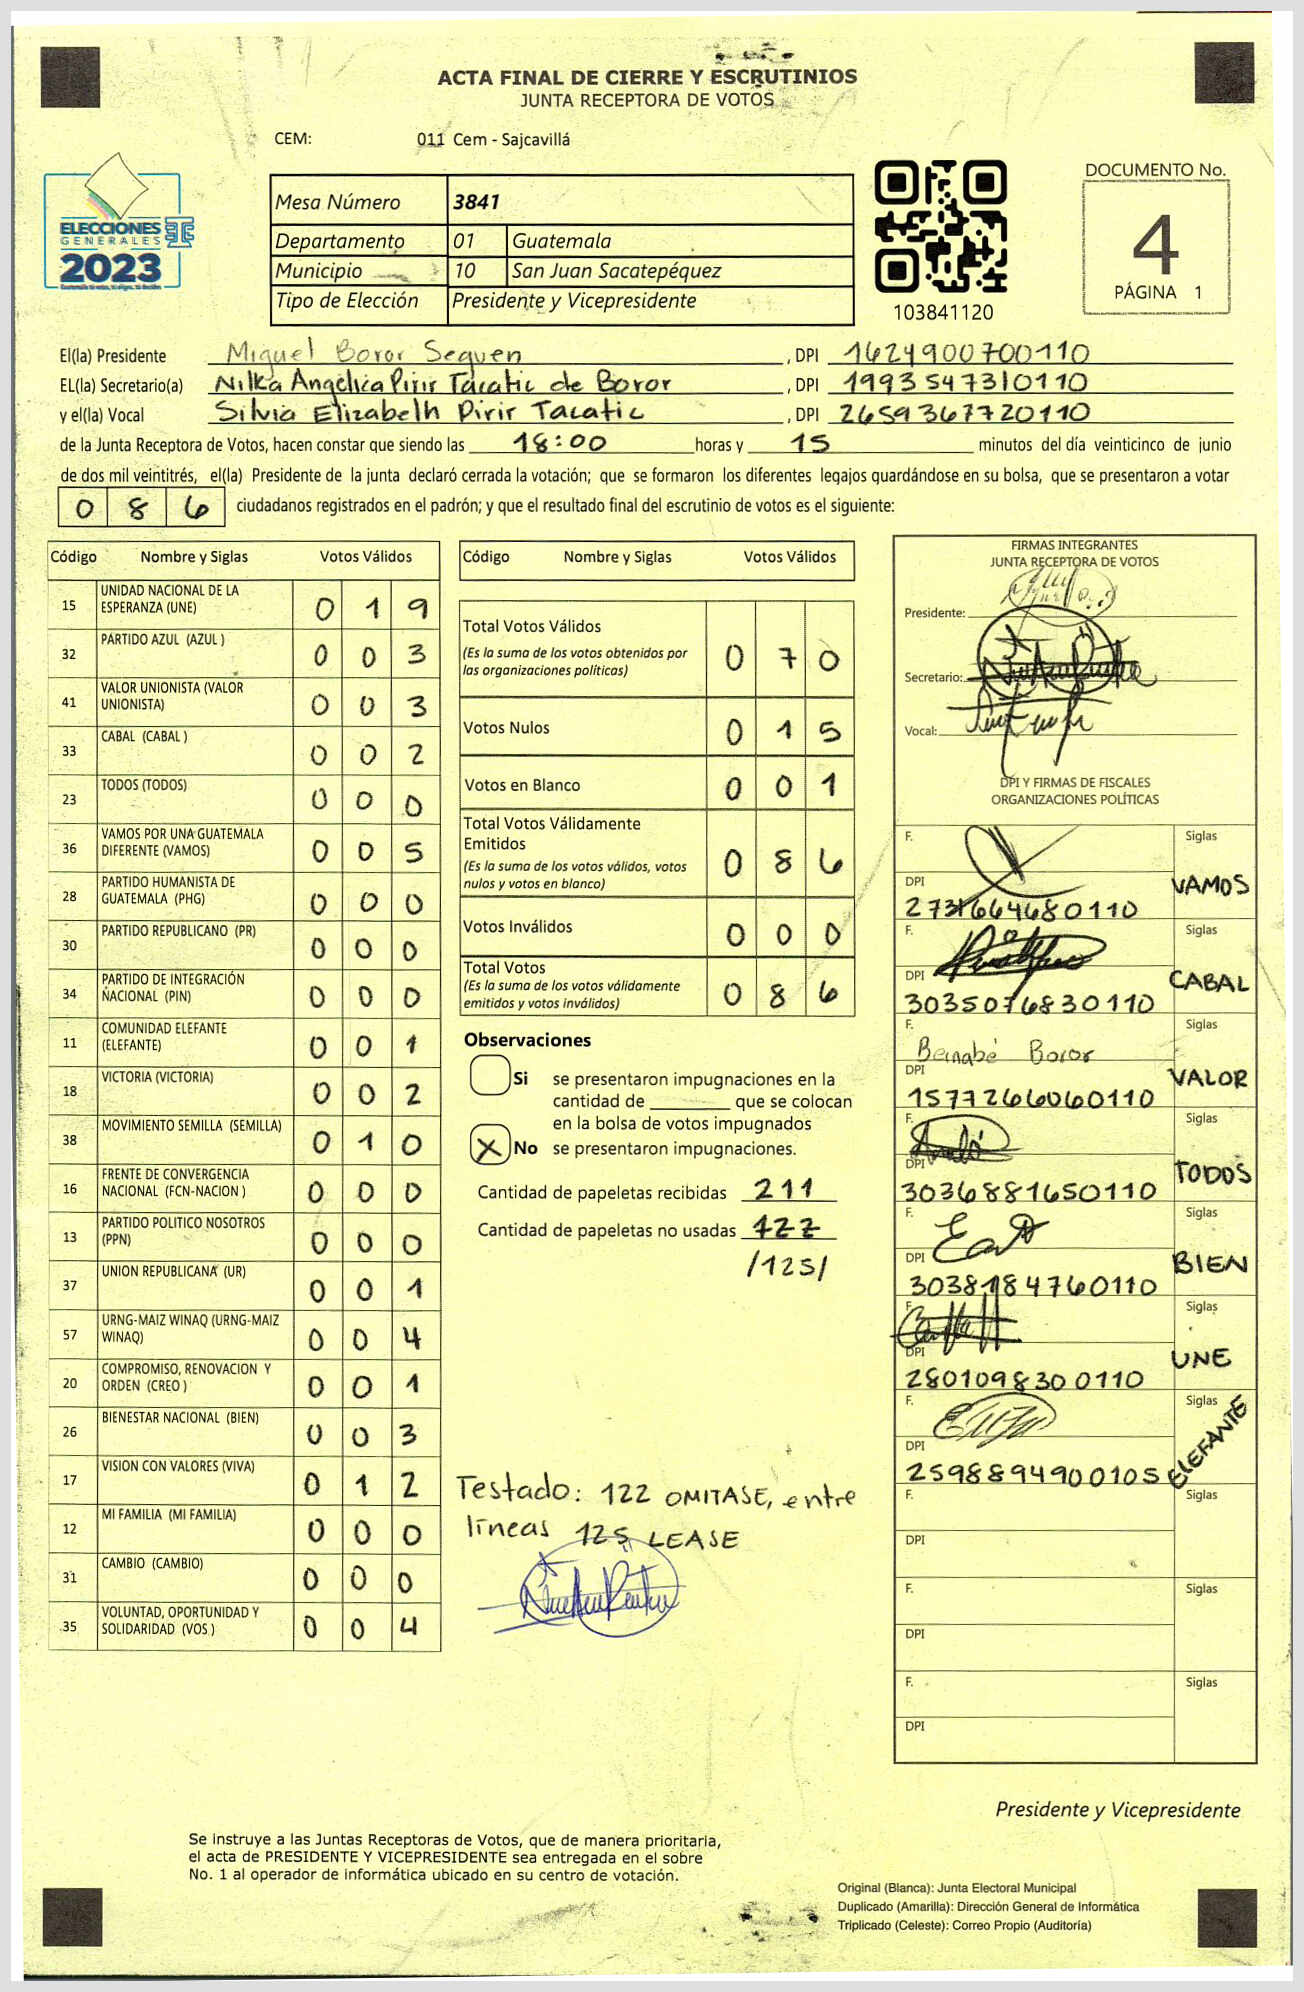 ACTA FINAL DE CIERRE Y ESCRUTINIOS
JUNTA RECEPTORA DE VOTOS
CEM: 011 Cem - Sajcavillá
ELECCIONES
GENERALES
2023
Mesa Número 3841
Departamento 01 Guatemala
Municipio 10 San Juan Sacatepéquez
Tipo de Elección Presidente y Vicepresidente
103841120
DOCUMENTO No.
4
PÁGINA 1
El(la) Presidente Miguel Boror Sequen , DPI 1624900700110
EL(la) Secretario(a) Nilka Angélica Pirir Tacatic de Boror , DPI 1993547310110
y el(la) Vocal Silvia Elizabeth Pirir Tacatic , DPI 2659367720110
de la Junta Receptora de Votos, hacen constar que siendo las 18:00 horas y 15 minutos del día veinticinco de junio
de dos mil veintitrés, el(la) Presidente de la junta declaró cerrada la votación; que se formaron los diferentes legajos guardándose en su bolsa, que se presentaron a votar
0 8 6 ciudadanos registrados en el padrón; y que el resultado final del escrutinio de votos es el siguiente:
Código Nombre y Siglas Votos Válidos
15 UNIDAD NACIONAL DE LA
ESPERANZA (UNE) 0 1 9
32 PARTIDO AZUL (AZUL ) 0 0 3
41 VALOR UNIONISTA (VALOR
UNIONISTA) 0 0 3
33 CABAL (CABAL ) 0 0 2
23 TODOS (TODOS) 0 0 0
36 VAMOS POR UNA GUATEMALA
DIFERENTE (VAMOS) 0 0 5
28 PARTIDO HUMANISTA DE
GUATEMALA (PHG) 0 0 0
30 PARTIDO REPUBLICANO (PR) 0 0 0
34 PARTIDO DE INTEGRACIÓN
NACIONAL (PIN) 0 0 0
11 COMUNIDAD ELEFANTE
(ELEFANTE) 0 0 1
18 VICTORIA (VICTORIA) 0 0 2
38 MOVIMIENTO SEMILLA (SEMILLA) 0 1 0
16 FRENTE DE CONVERGENCIA
NACIONAL (FCN-NACION ) 0 0 0
13 PARTIDO POLITICO NOSOTROS
(PPN) 0 0 0
37 UNION REPUBLICANA (UR) 0 0 1
57 URNG-MAIZ WINAQ (URNG-MAIZ
WINAQ) 0 0 4
20 COMPROMISO, RENOVACION Y
ORDEN (CREO ) 0 0 1
26 BIENESTAR NACIONAL (BIEN) 0 0 3
17 VISION CON VALORES (VIVA) 0 1 2
12 MI FAMILIA (MI FAMILIA) 0 0 0
31 CAMBIO (CAMBIO) 0 0 0
35 VOLUNTAD, OPORTUNIDAD Y
SOLIDARIDAD (VOS ) 0 0 4
Código Nombre y Siglas Votos Válidos
Total Votos Válidos
(Es la suma de los votos obtenidos por
las organizaciones políticas) 0 7 0
Votos Nulos 0 1 5
Votos en Blanco 0 0 1
Total Votos Válidamente
Emitidos
(Es la suma de los votos válidos, votos
nulos y votos en blanco) 0 8 6
Votos Inválidos 0 0 0
Total Votos
(Es la suma de los votos válidamente
emitidos y votos inválidos) 0 8 6
Observaciones
Si se presentaron impugnaciones en la
cantidad de ________ que se colocan
en la bolsa de votos impugnados
X No se presentaron impugnaciones.
Cantidad de papeletas recibidas 211
Cantidad de papeletas no usadas 122
/125/
Testado: 122 OMITASE, entre
líneas 125 LEASE
FIRMAS INTEGRANTES
JUNTA RECEPTORA DE VOTOS
Presidente:
Secretario:
Vocal:
DPI Y FIRMAS DE FISCALES
ORGANIZACIONES POLÍTICAS
F. Siglas
DPI VAMOS
2731664680110
F. Siglas
DPI CABAL
3035076830110
F. Siglas
Bernabé Boror
DPI VALOR
1577266060110
F. Siglas
DPI TODOS
3036881650110
F. Siglas
DPI BIEN
3038184760110
F. Siglas
DPI UNE
2801098300110
F. Siglas
DPI ELEFANTE
2598894900105
F. Siglas
DPI
F. Siglas
DPI
F. Siglas
DPI
Presidente y Vicepresidente
Se instruye a las Juntas Receptoras de Votos, que de manera prioritaria,
el acta de PRESIDENTE Y VICEPRESIDENTE sea entregada en el sobre
No. 1 al operador de informática ubicado en su centro de votación.
Original (Blanca): Junta Electoral Municipal
Duplicado (Amarilla): Dirección General de Informática
Triplicado (Celeste): Correo Propio (Auditoría)